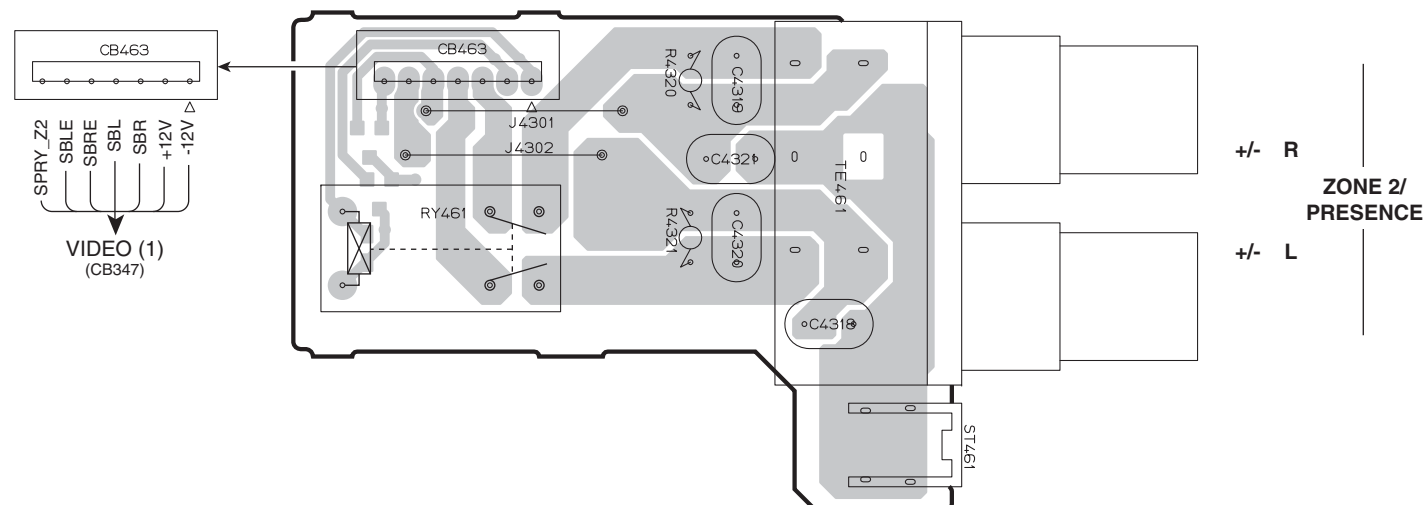 CB463
SPRY_Z2
SBLE
SBRE
SBL
SBR
+12V
-12V
VIDEO (1)
(CB347)
CB463
J4301
J4302
RY461
R4320
C4319
C4321
R4321
C4326
C4318
TE461
ST461
+/- R
ZONE 2/
PRESENCE
+/- L